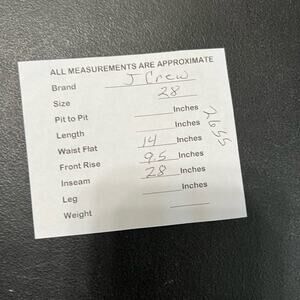 ALL MEASUREMENTS ARE APPROXIMATE
Brand J Crew
Size 28
Pit to Pit Inches
Length Inches
Waist Flat 14 Inches
Front Rise 9.5 Inches
Inseam 28 Inches
Leg Inches
Weight
2655